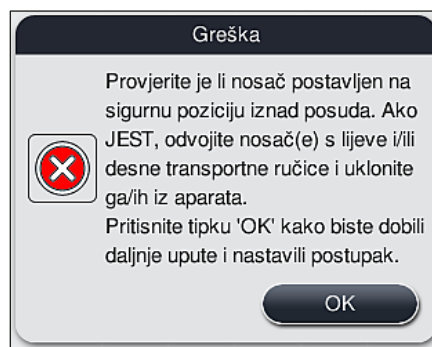 Greška
Provjerite je li nosač postavljen na
sigurnu poziciju iznad posuda. Ako
JEST, odvojite nosač(e) s lijeve i/ili
desne transportne ručice i uklonite
ga/ih iz aparata.
Pritisnite tipku 'OK' kako biste dobili
daljnje upute i nastavili postupak.
OK